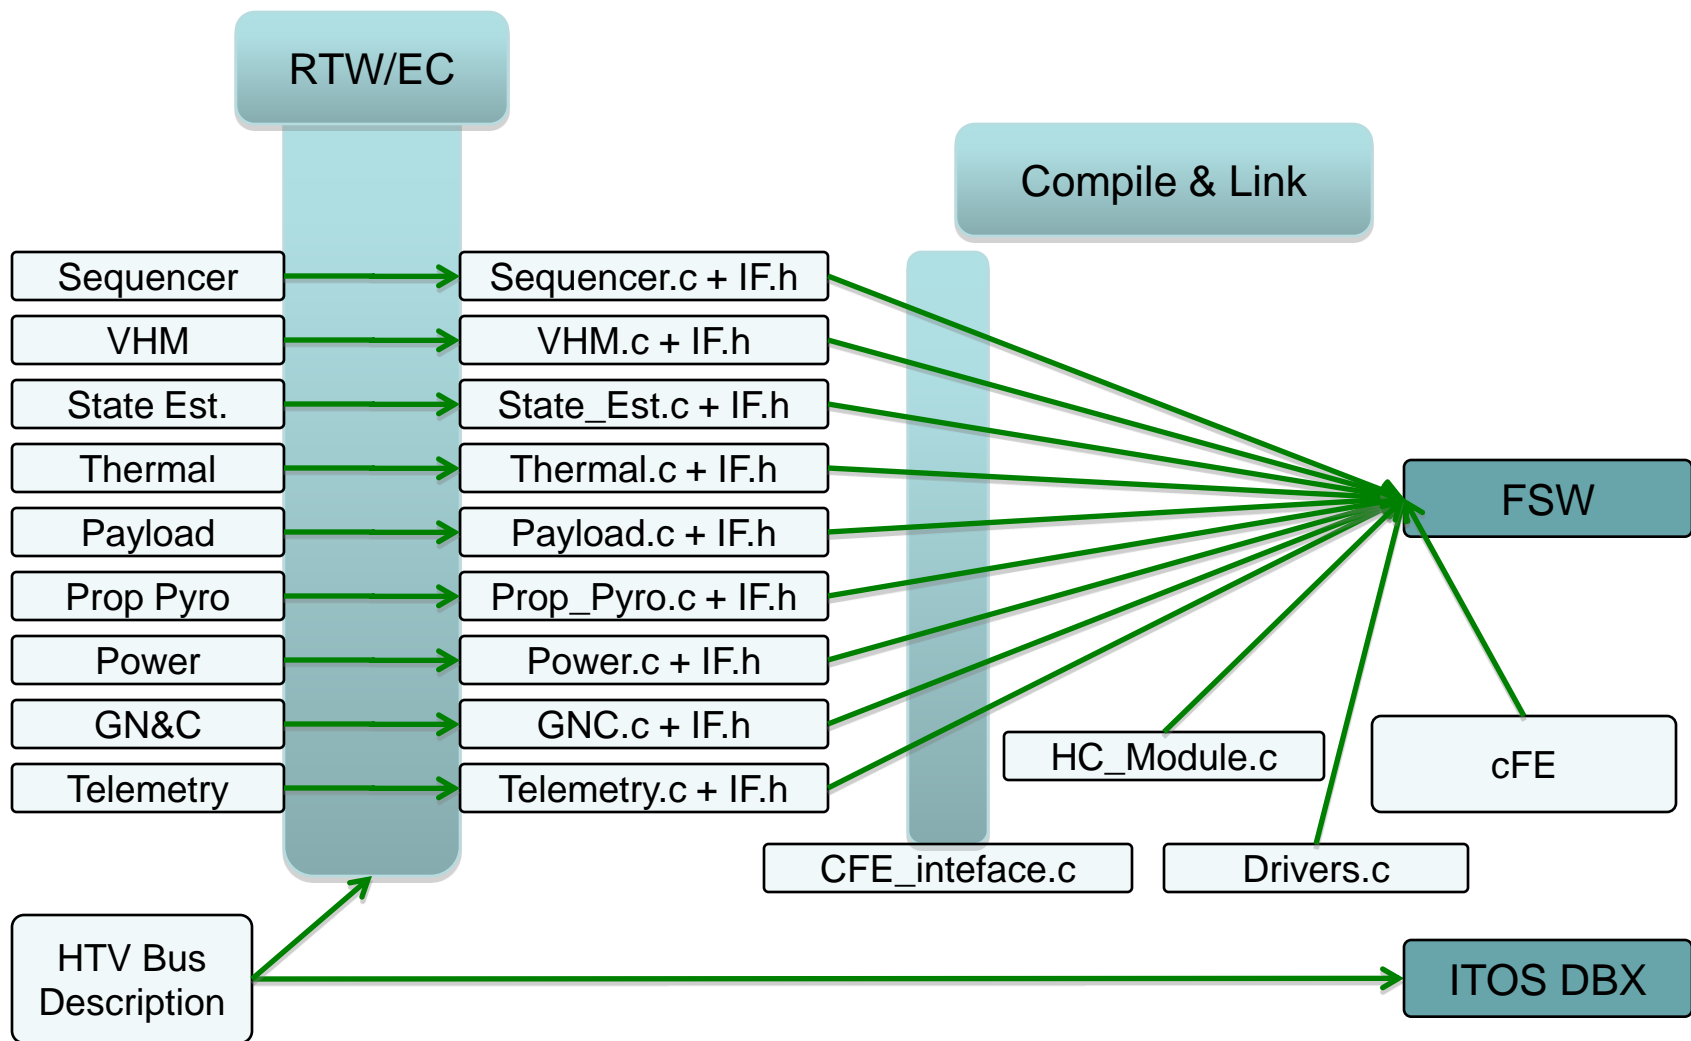 RTW/EC
Compile & Link
Sequencer
Sequencer.c + IF.h
VHM
VHM.c + IF.h
State Est.
State_Est.c + IF.h
Thermal
Thermal.c + IF.h
FSW
Payload
Payload.c + IF.h
Prop Pyro
Prop_Pyro.c + IF.h
Power
Power.c + IF.h
GN&C
GNC.c + IF.h
HC_Module.c
cFE
Telemetry
Telemetry.c + IF.h
CFE_inteface.c
Drivers.c
HTV Bus
Description
ITOS DBX